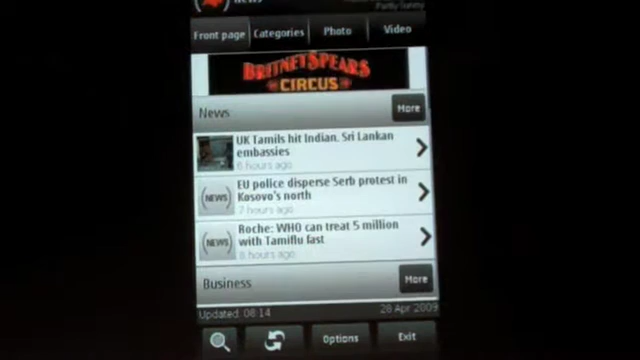 news
Partly Sunny
Front page Categories Photo Video
BRITNEY SPEARS
CIRCUS
News More
UK Tamils hit Indian, Sri Lankan
embassies
6 hours ago
EU police disperse Serb protest in
Kosovo's north
7 hours ago
NEWS
Roche: WHO can treat 5 million
with Tamiflu fast
8 hours ago
NEWS
Business More
Updated: 08:14 28 Apr 2009
Options Exit